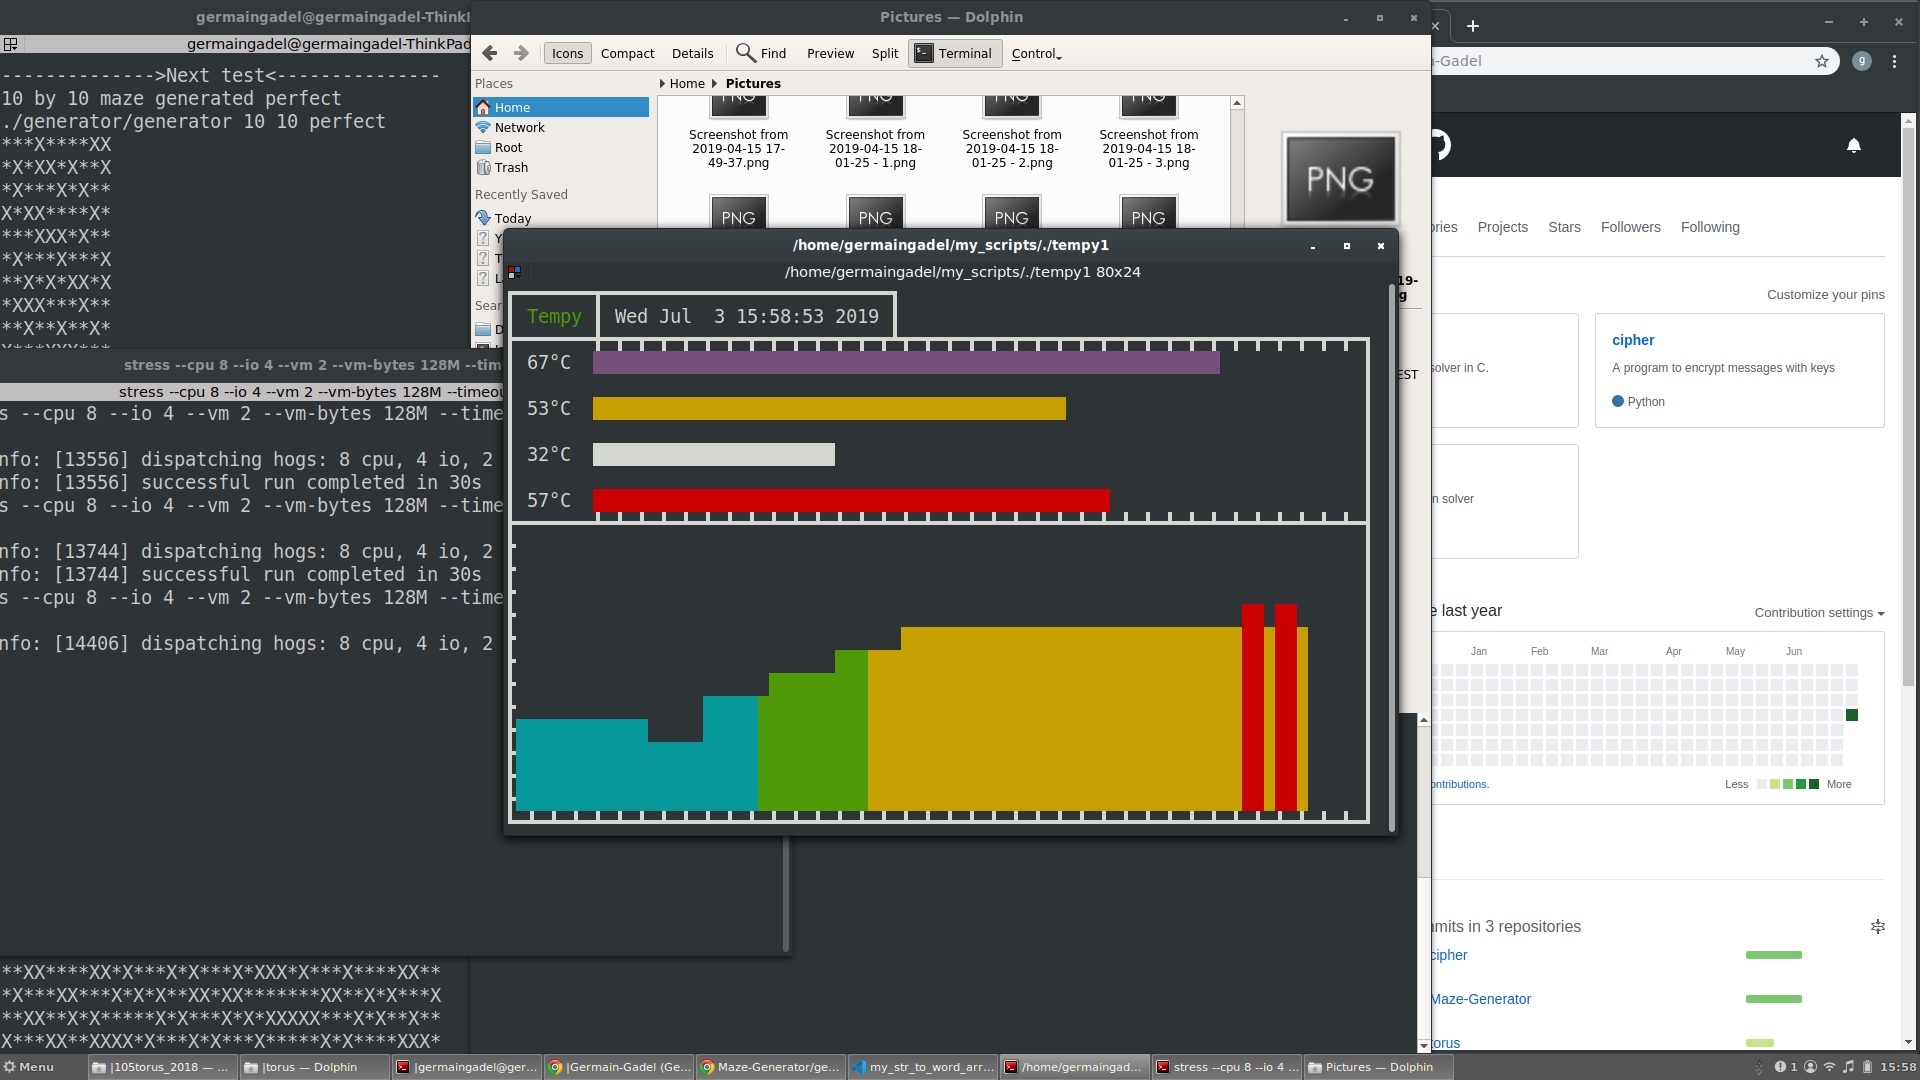 germaingadel@germaingadel-ThinkP
germaingadel@germaingadel-ThinkPad
-------------->Next test<---------------
10 by 10 maze generated perfect
./generator/generator 10 10 perfect
***X****XX
*X*XX*X**X
*X***X*X**
X*XX****X*
***XXX*X**
*X***X***X
**X*X*XX*X
*XXX***X**
**X**X**X*
stress --cpu 8 --io 4 --vm 2 --vm-bytes 128M --tim
stress --cpu 8 --io 4 --vm 2 --vm-bytes 128M --timeou
s --cpu 8 --io 4 --vm 2 --vm-bytes 128M --time
nfo: [13556] dispatching hogs: 8 cpu, 4 io, 2
nfo: [13556] successful run completed in 30s
s --cpu 8 --io 4 --vm 2 --vm-bytes 128M --time
nfo: [13744] dispatching hogs: 8 cpu, 4 io, 2
nfo: [13744] successful run completed in 30s
s --cpu 8 --io 4 --vm 2 --vm-bytes 128M --time
nfo: [14406] dispatching hogs: 8 cpu, 4 io, 2
**XX****XX*X***X*X***X*XXX*X***X****XX**
*X***XX***X*X*X**XX*XX*******XX**X*X***X
**XX**X*X*****X*X***X*X*XXXXX***X*X**X**
X***XX**XXXX*X***X*X***X*****X*X****XXX*
Pictures — Dolphin
Icons Compact Details Find Preview Split Terminal Control
Places
Home
Network
Root
Trash
Recently Saved
Today
Y
T
La
Sear
D
Home Pictures
Screenshot from 2019-04-15 17-49-37.png
Screenshot from 2019-04-15 18-01-25 - 1.png
Screenshot from 2019-04-15 18-01-25 - 2.png
Screenshot from 2019-04-15 18-01-25 - 3.png
PNG PNG PNG PNG
PNG
19-
g
EST
/home/germaingadel/my_scripts/./tempy1
/home/germaingadel/my_scripts/./tempy1 80x24
Tempy Wed Jul  3 15:58:53 2019
67°C
53°C
32°C
57°C
-Gadel
g
ries Projects Stars Followers Following
Customize your pins
olver in C.
cipher
A program to encrypt messages with keys
Python
n solver
e last year
Contribution settings
Jan Feb Mar Apr May Jun
ontributions.
Less More
mits in 3 repositories
cipher
Maze-Generator
torus
Menu
|105torus_2018 — ...
|torus — Dolphin
|germaingadel@ger...
|Germain-Gadel (Ge...
Maze-Generator/ge...
my_str_to_word_arr...
/home/germaingad...
stress --cpu 8 --io 4 ...
Pictures — Dolphin
1
15:58